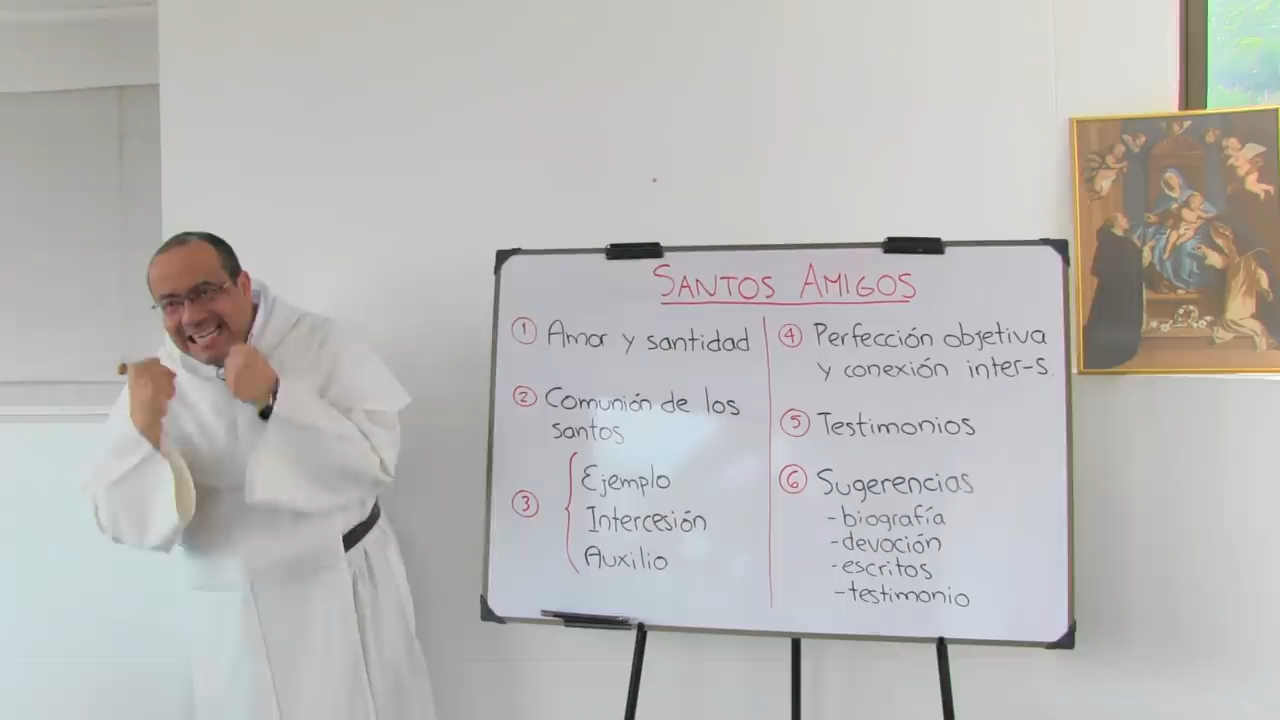 SANTOS AMIGOS
① Amor y santidad
② Comunión de los
santos
③ Ejemplo
Intercesión
Auxilio
④ Perfección objetiva
y conexión inter-s.
⑤ Testimonios
⑥ Sugerencias
- biografía
- devoción
- escritos
- testimonio